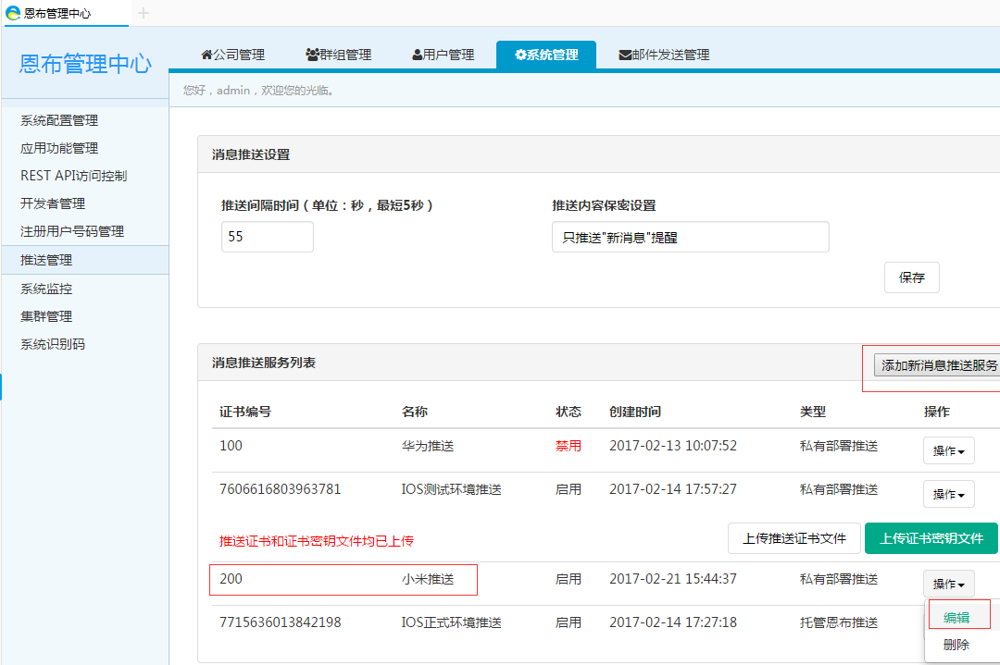 恩布管理中心
恩布管理中心
公司管理 群组管理 用户管理 系统管理 邮件发送管理
您好，admin，欢迎您的光临。
系统配置管理
应用功能管理
REST API访问控制
开发者管理
注册用户号码管理
推送管理
系统监控
集群管理
系统识别码
消息推送设置
推送间隔时间（单位：秒，最短5秒） 推送内容保密设置
55 只推送"新消息"提醒
保存
消息推送服务列表 添加新消息推送服务
证书编号 名称 状态 创建时间 类型 操作
100 华为推送 禁用 2017-02-13 10:07:52 私有部署推送 操作
7606616803963781 IOS测试环境推送 启用 2017-02-14 17:57:27 私有部署推送 操作
推送证书和证书密钥文件均已上传 上传推送证书文件 上传证书密钥文件
200 小米推送 启用 2017-02-21 15:44:37 私有部署推送 操作
7715636013842198 IOS正式环境推送 启用 2017-02-14 17:27:18 托管恩布推送
编辑
删除